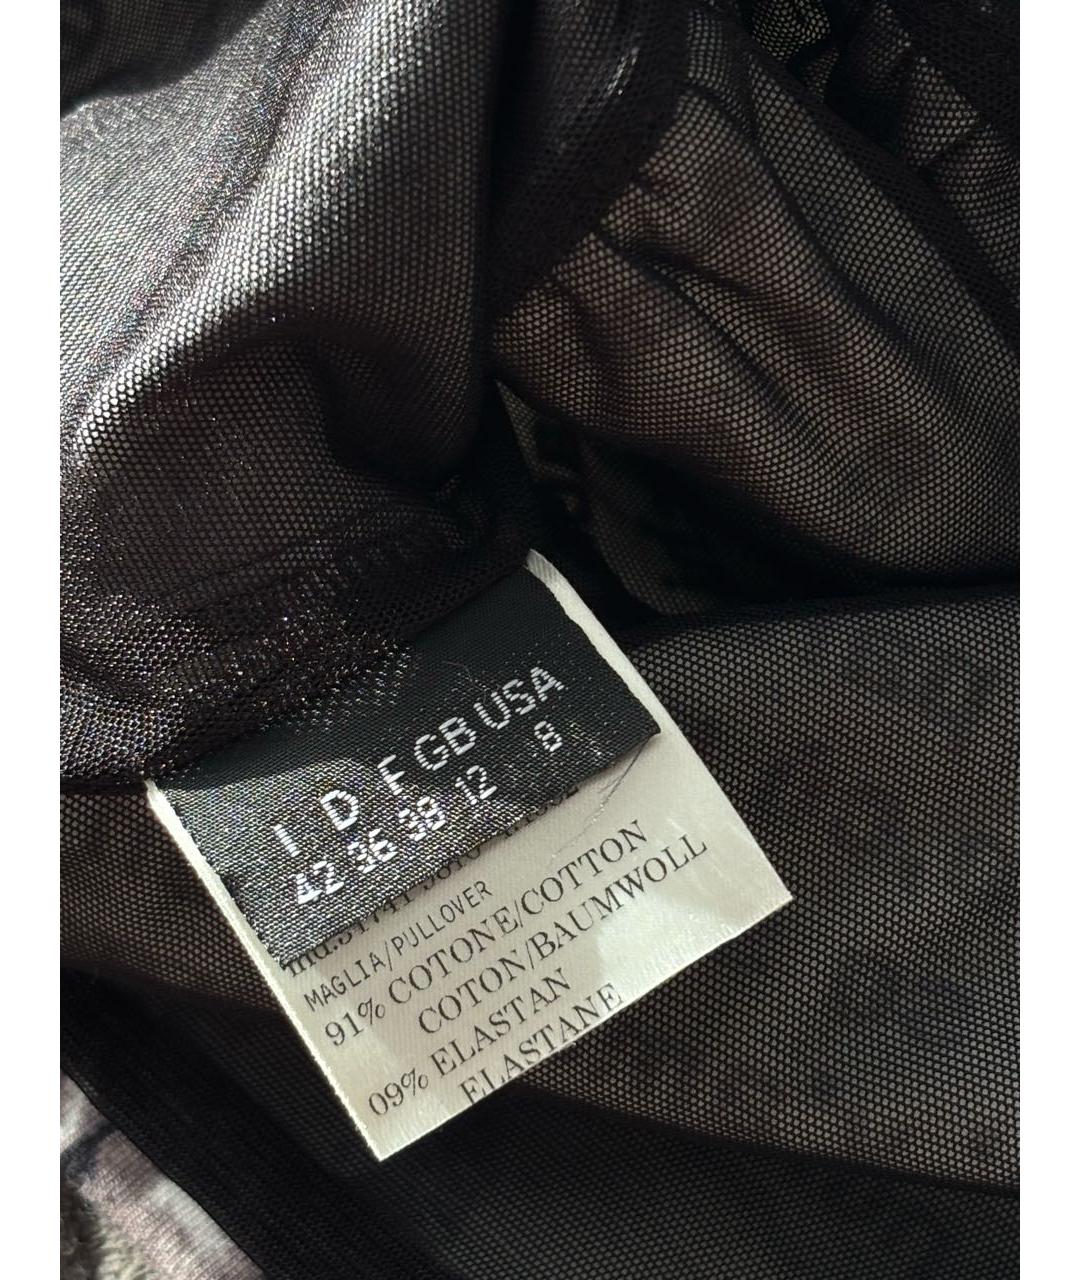 I D F GB USA
42 36 38 12 8
MAGLIA/PULLOVER
91% COTONE/COTTON
COTON/BAUMWOLL
09% ELASTAN
ELASTANE